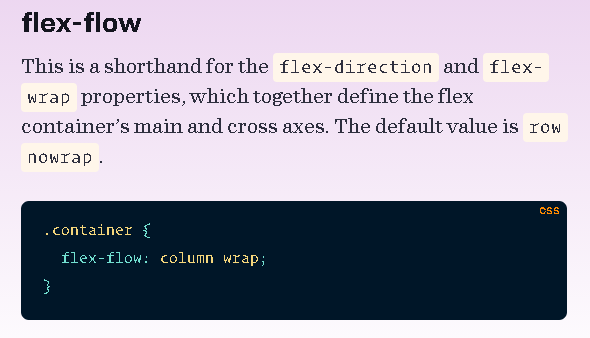 flex-flow
This is a shorthand for the flex-direction and flex-
wrap properties, which together define the flex
container’s main and cross axes. The default value is row
nowrap.
css
.container {
  flex-flow: column wrap;
}